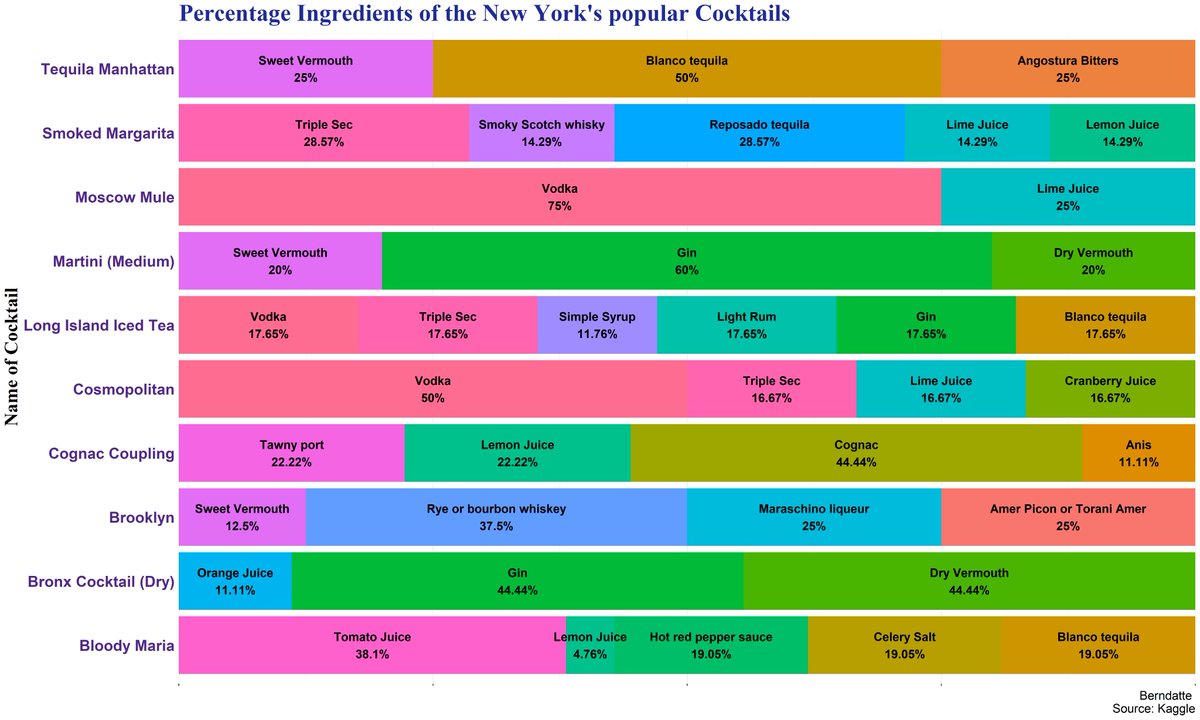 Percentage Ingredients of the New York's popular Cocktails
Name of Cocktail
Tequila Manhattan
Sweet Vermouth
25%
Blanco tequila
50%
Angostura Bitters
25%
Smoked Margarita
Triple Sec
28.57%
Smoky Scotch whisky
14.29%
Reposado tequila
28.57%
Lime Juice
14.29%
Lemon Juice
14.29%
Moscow Mule
Vodka
75%
Lime Juice
25%
Martini (Medium)
Sweet Vermouth
20%
Gin
60%
Dry Vermouth
20%
Long Island Iced Tea
Vodka
17.65%
Triple Sec
17.65%
Simple Syrup
11.76%
Light Rum
17.65%
Gin
17.65%
Blanco tequila
17.65%
Cosmopolitan
Vodka
50%
Triple Sec
16.67%
Lime Juice
16.67%
Cranberry Juice
16.67%
Cognac Coupling
Tawny port
22.22%
Lemon Juice
22.22%
Cognac
44.44%
Anis
11.11%
Brooklyn
Sweet Vermouth
12.5%
Rye or bourbon whiskey
37.5%
Maraschino liqueur
25%
Amer Picon or Torani Amer
25%
Bronx Cocktail (Dry)
Orange Juice
11.11%
Gin
44.44%
Dry Vermouth
44.44%
Bloody Maria
Tomato Juice
38.1%
Lemon Juice
4.76%
Hot red pepper sauce
19.05%
Celery Salt
19.05%
Blanco tequila
19.05%
Berndatte
Source: Kaggle